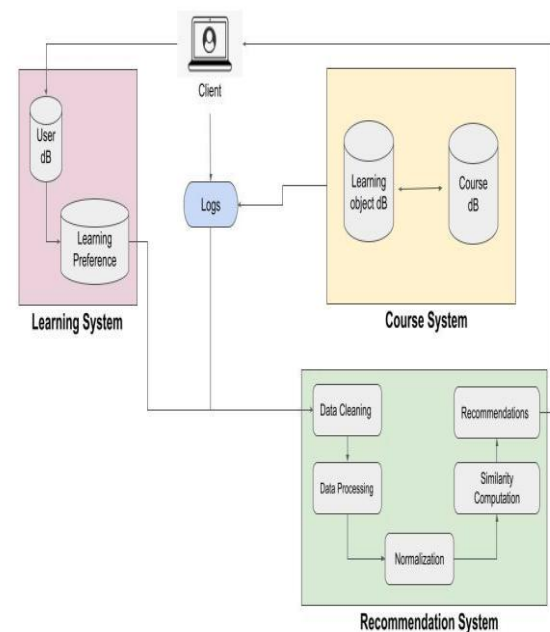 Client
User
dB
Learning
Preference
Learning System
Logs
Learning
object dB
Course
dB
Course System
Data Cleaning
Data Processing
Normalization
Similarity
Computation
Recommendations
Recommendation System